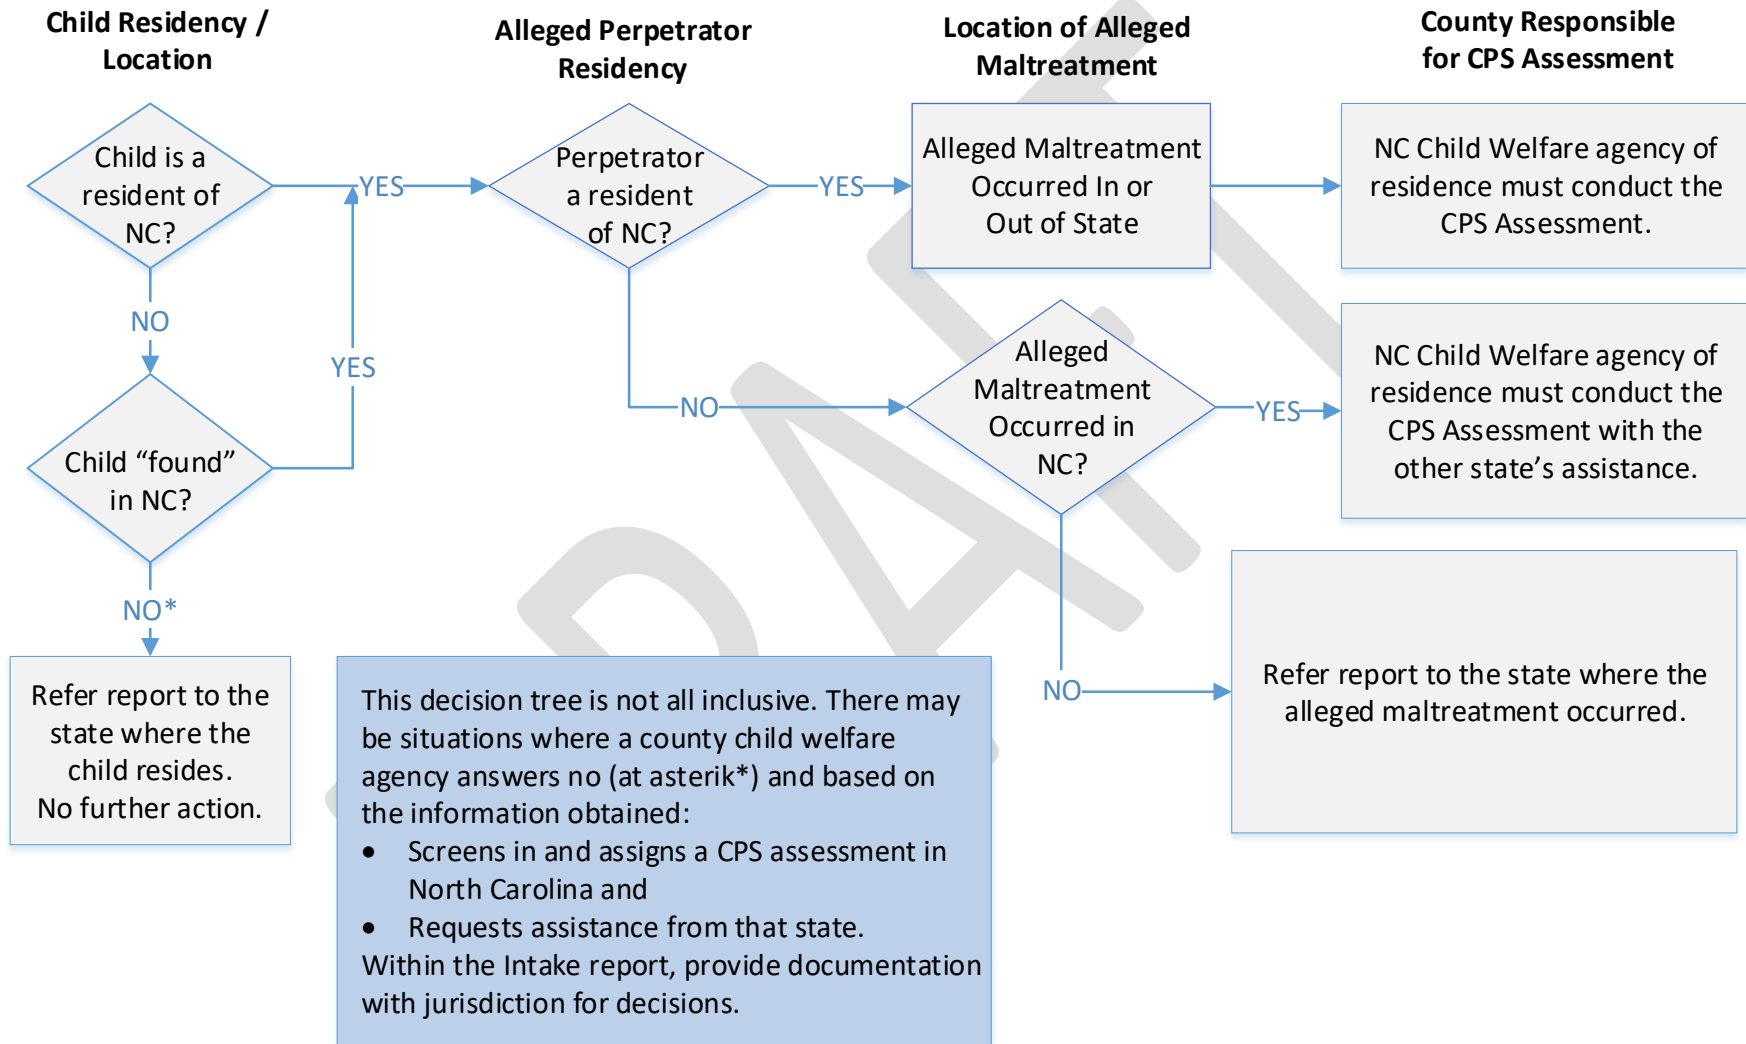 Child Residency /
Location
Alleged Perpetrator
Residency
Location of Alleged
Maltreatment
County Responsible
for CPS Assessment
Child is a
resident of
NC?
YES
Perpetrator
a resident
of NC?
YES
Alleged Maltreatment
Occurred In or
Out of State
NC Child Welfare agency of
residence must conduct the
CPS Assessment.
NO
YES
Child “found”
in NC?
NO
Alleged
Maltreatment
Occurred in
NC?
YES
NC Child Welfare agency of
residence must conduct the
CPS Assessment with the
other state’s assistance.
NO*
Refer report to the
state where the
child resides.
No further action.
This decision tree is not all inclusive. There may
be situations where a county child welfare
agency answers no (at asterik*) and based on
the information obtained:
• Screens in and assigns a CPS assessment in
North Carolina and
• Requests assistance from that state.
Within the Intake report, provide documentation
with jurisdiction for decisions.
NO
Refer report to the state where the
alleged maltreatment occurred.
DRAFT